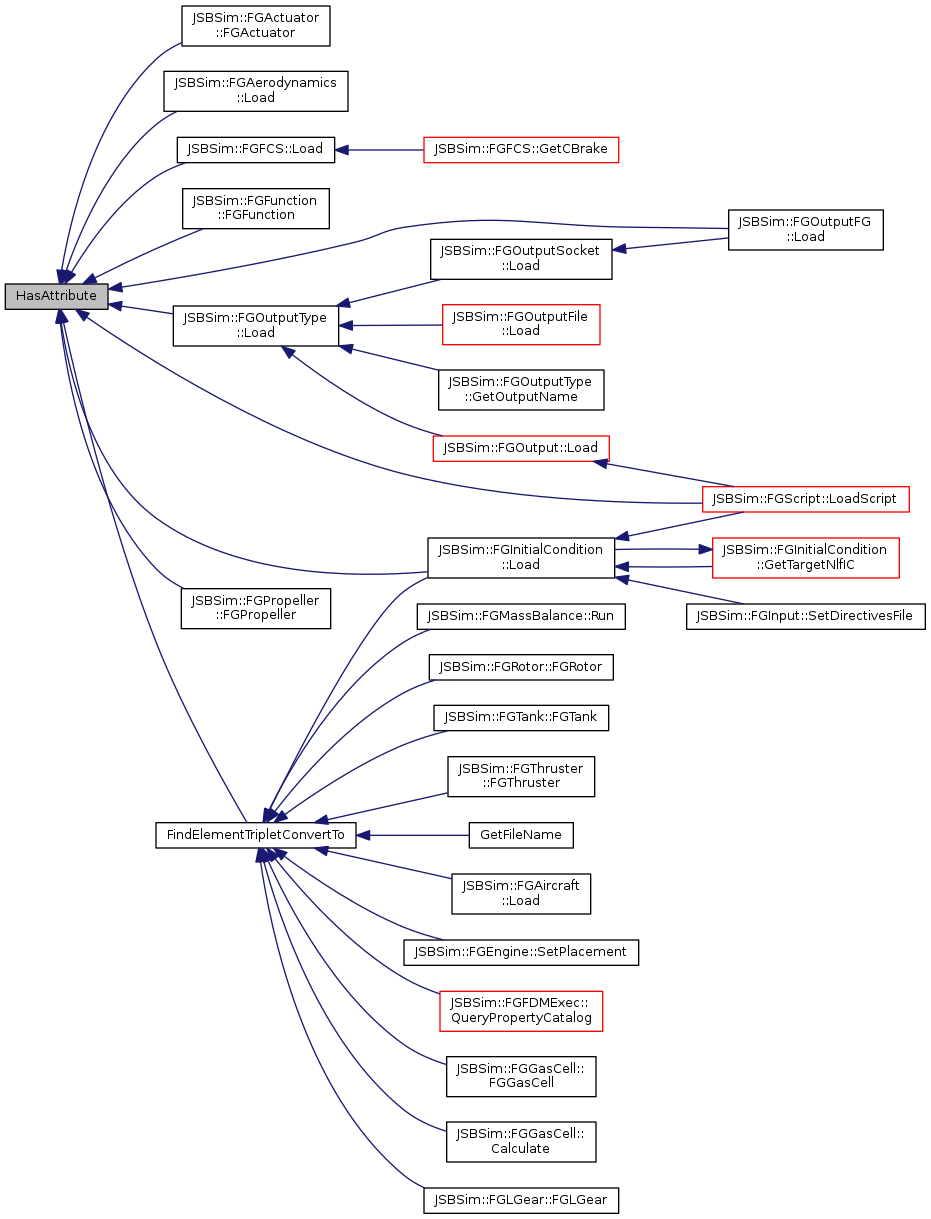 JSBSim::FGActuator
::FGActuator
JSBSim::FGAerodynamics
::Load
JSBSim::FGFCS::Load
JSBSim::FGFCS::GetCBrake
JSBSim::FGFunction
::FGFunction
JSBSim::FGOutputFG
::Load
JSBSim::FGOutputSocket
::Load
HasAttribute
JSBSim::FGOutputType
::Load
JSBSim::FGOutputFile
::Load
JSBSim::FGOutputType
::GetOutputName
JSBSim::FGOutput::Load
JSBSim::FGScript::LoadScript
JSBSim::FGInitialCondition
::Load
JSBSim::FGInitialCondition
::GetTargetNlfIC
JSBSim::FGPropeller
::FGPropeller
JSBSim::FGMassBalance::Run
JSBSim::FGInput::SetDirectivesFile
JSBSim::FGRotor::FGRotor
JSBSim::FGTank::FGTank
JSBSim::FGThruster
::FGThruster
FindElementTripletConvertTo
GetFileName
JSBSim::FGAircraft
::Load
JSBSim::FGEngine::SetPlacement
JSBSim::FGFDMExec::
QueryPropertyCatalog
JSBSim::FGGasCell::
FGGasCell
JSBSim::FGGasCell::
Calculate
JSBSim::FGLGear::FGLGear